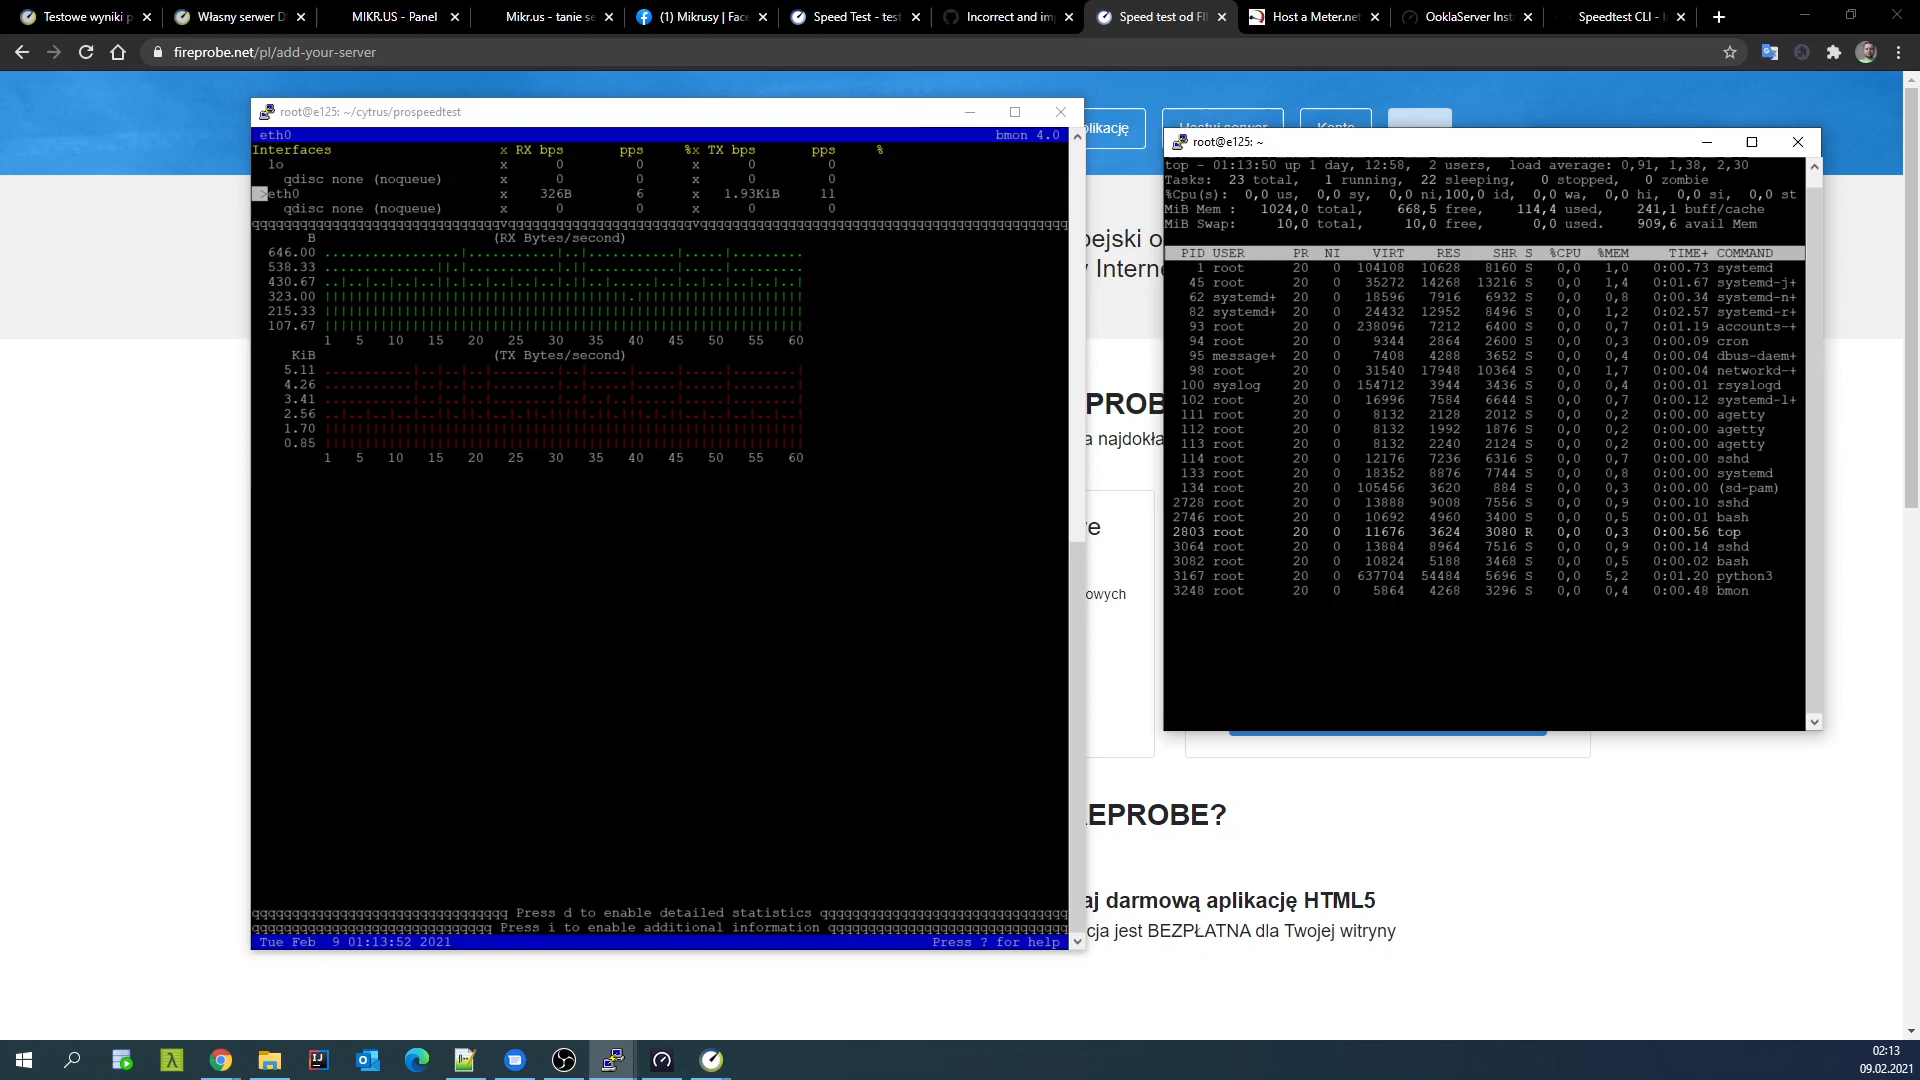 Testowe wyniki p
Własny serwer D
MIKR.US - Panel
Mikr.us - tanie se
(1) Mikrusy | Fac
Speed Test - test
Incorrect and im
Speed test od FI
Host a Meter.net
OoklaServer Inst
Speedtest CLI - I
fireprobe.net/pl/add-your-server
plikację
Hostuj serwer
Konto
root@e125: ~/cytrus/prospeedtest
eth0 bmon 4.0
Interfaces x RX bps pps %x TX bps pps %
lo x 0 0 x 0 0
qdisc none (noqueue) x 0 0 x 0 0
>eth0 x 326B 6 x 1.93KiB 11
qdisc none (noqueue) x 0 0 x 0 0
B (RX Bytes/second)
646.00
538.33
430.67
323.00
215.33
107.67
1 5 10 15 20 25 30 35 40 45 50 55 60
KiB (TX Bytes/second)
5.11
4.26
3.41
2.56
1.70
0.85
1 5 10 15 20 25 30 35 40 45 50 55 60
Press d to enable detailed statistics
Press i to enable additional information
Tue Feb 9 01:13:52 2021 Press ? for help
root@e125: ~
top - 01:13:50 up 1 day, 12:58, 2 users, load average: 0,91, 1,38, 2,30
Tasks: 23 total, 1 running, 22 sleeping, 0 stopped, 0 zombie
%Cpu(s): 0,0 us, 0,0 sy, 0,0 ni,100,0 id, 0,0 wa, 0,0 hi, 0,0 si, 0,0 st
MiB Mem : 1024,0 total, 668,5 free, 114,4 used, 241,1 buff/cache
MiB Swap: 10,0 total, 10,0 free, 0,0 used. 909,6 avail Mem
PID USER PR NI VIRT RES SHR S %CPU %MEM TIME+ COMMAND
1 root 20 0 104108 10628 8160 S 0,0 1,0 0:00.73 systemd
45 root 20 0 35272 14268 13216 S 0,0 1,4 0:01.67 systemd-j+
62 systemd+ 20 0 18596 7916 6932 S 0,0 0,8 0:00.34 systemd-n+
82 systemd+ 20 0 24432 12952 8496 S 0,0 1,2 0:02.57 systemd-r+
93 root 20 0 238096 7212 6400 S 0,0 0,7 0:01.19 accounts-+
94 root 20 0 9344 2864 2600 S 0,0 0,3 0:00.09 cron
95 message+ 20 0 7408 4288 3652 S 0,0 0,4 0:00.04 dbus-daem+
98 root 20 0 31540 17948 10364 S 0,0 1,7 0:00.04 networkd-+
100 syslog 20 0 154712 3944 3436 S 0,0 0,4 0:00.01 rsyslogd
102 root 20 0 16996 7584 6644 S 0,0 0,7 0:00.12 systemd-l+
111 root 20 0 8132 2128 2012 S 0,0 0,2 0:00.00 agetty
112 root 20 0 8132 1992 1876 S 0,0 0,2 0:00.00 agetty
113 root 20 0 8132 2240 2124 S 0,0 0,2 0:00.00 agetty
114 root 20 0 12176 7236 6316 S 0,0 0,7 0:00.00 sshd
133 root 20 0 18352 8876 7744 S 0,0 0,8 0:00.00 systemd
134 root 20 0 105456 3620 884 S 0,0 0,3 0:00.00 (sd-pam)
2728 root 20 0 13888 9008 7556 S 0,0 0,9 0:00.10 sshd
2746 root 20 0 10692 4960 3400 S 0,0 0,5 0:00.01 bash
2803 root 20 0 11676 3624 3080 R 0,0 0,3 0:00.56 top
3064 root 20 0 13884 8964 7516 S 0,0 0,9 0:00.14 sshd
3082 root 20 0 10824 5188 3468 S 0,0 0,5 0:00.02 bash
3167 root 20 0 637704 54484 5696 S 0,0 5,2 0:01.20 python3
3248 root 20 0 5864 4268 3296 S 0,0 0,4 0:00.48 bmon
pejski o
Interne
PROB
a najdokła
owych
EPROBE?
aj darmową aplikację HTML5
cja jest BEZPŁATNA dla Twojej witryny
02:13
09.02.2021